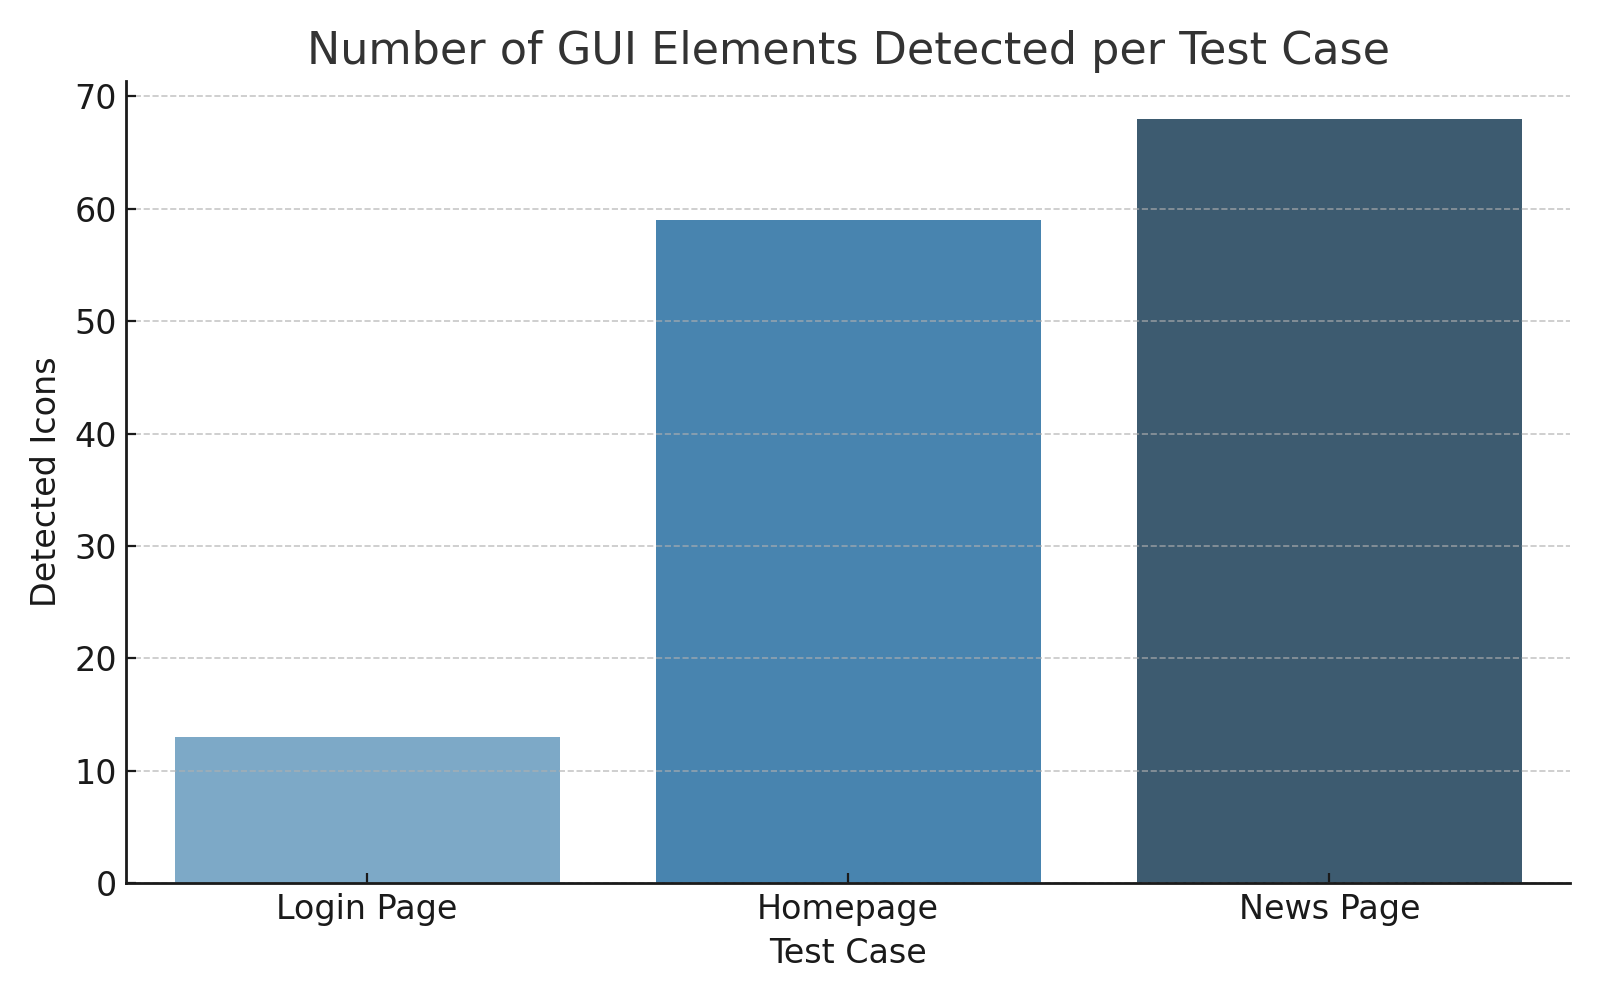 Number of GUI Elements Detected per Test Case
70
60
50
40
30
20
10
0
Detected Icons
Login Page
Homepage
News Page
Test Case